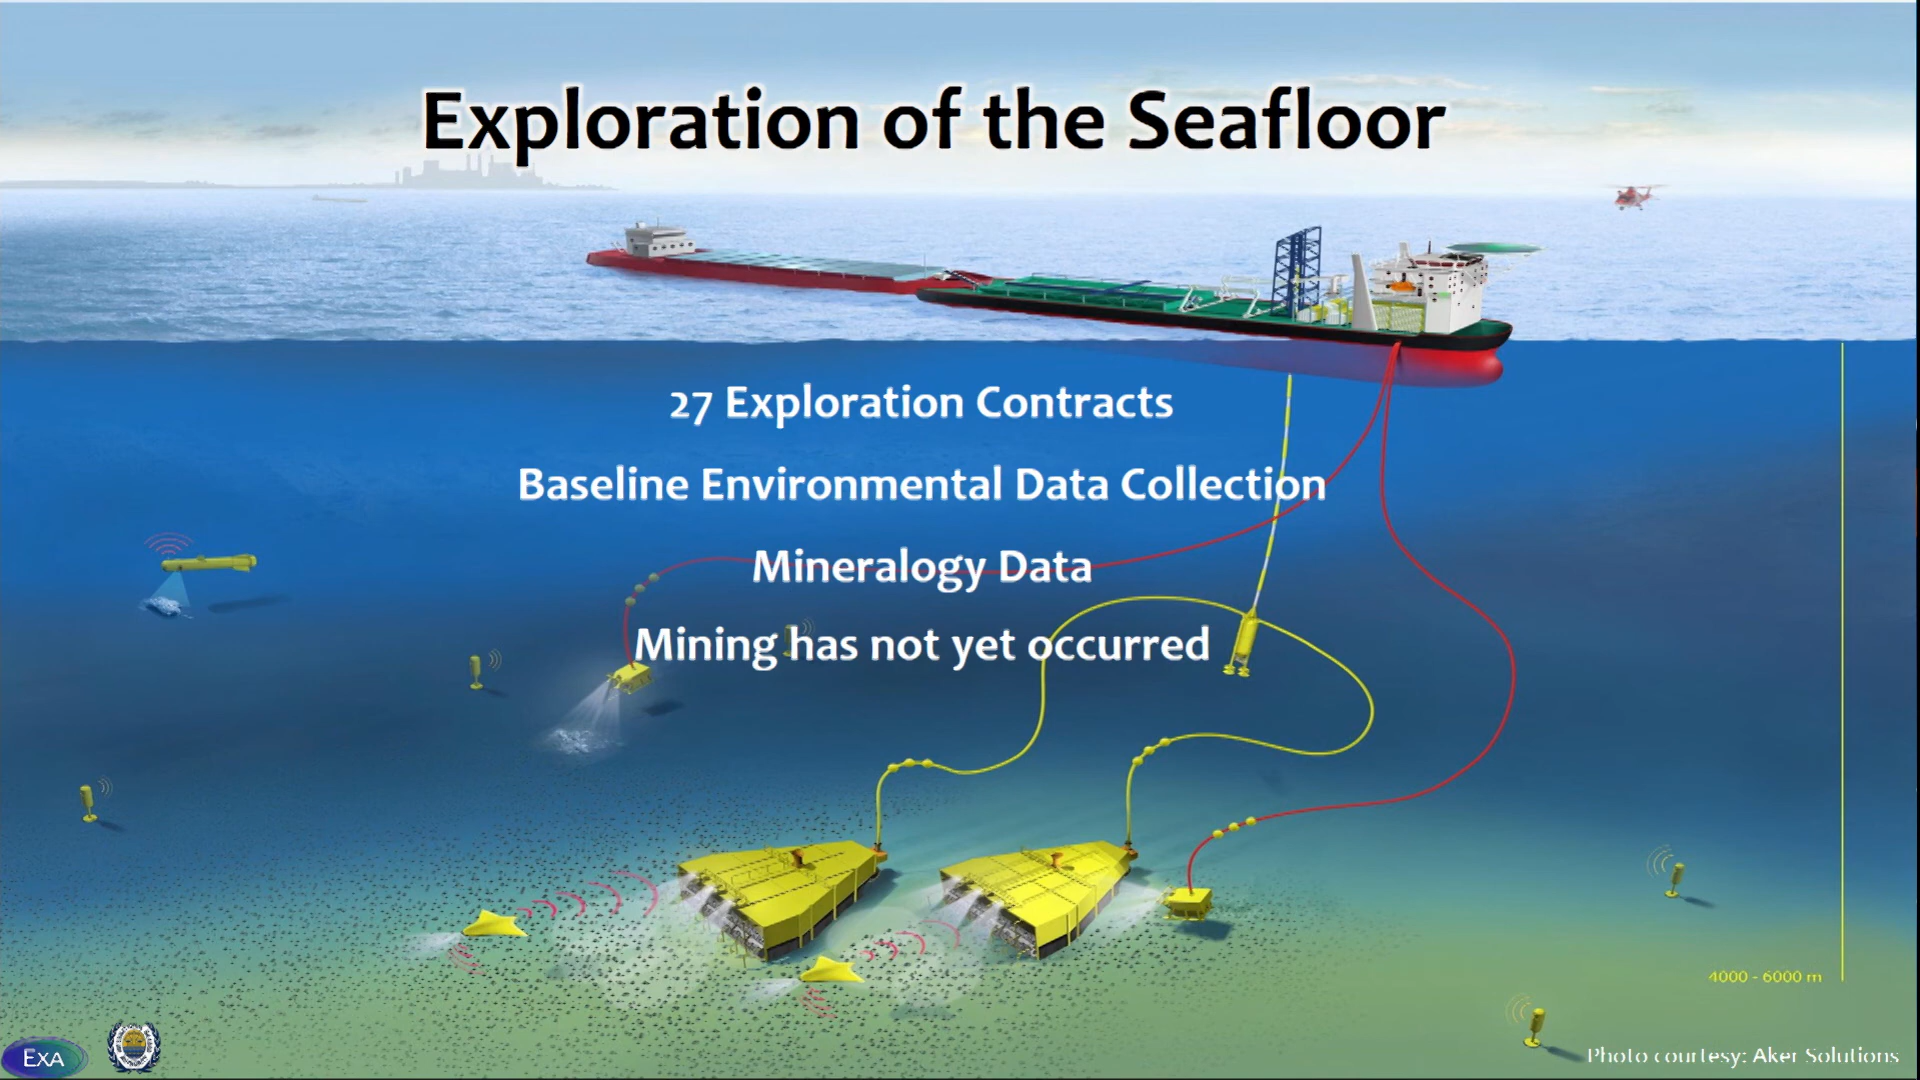 Exploration of the Seafloor
27 Exploration Contracts
Baseline Environmental Data Collection
Mineralogy Data
Mining has not yet occurred
4000 - 6000 m
EXA
Photo courtesy: Aker Solutions